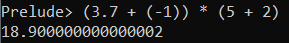 Prelude> (3.7 + (-1)) * (5 + 2)
18.900000000000002